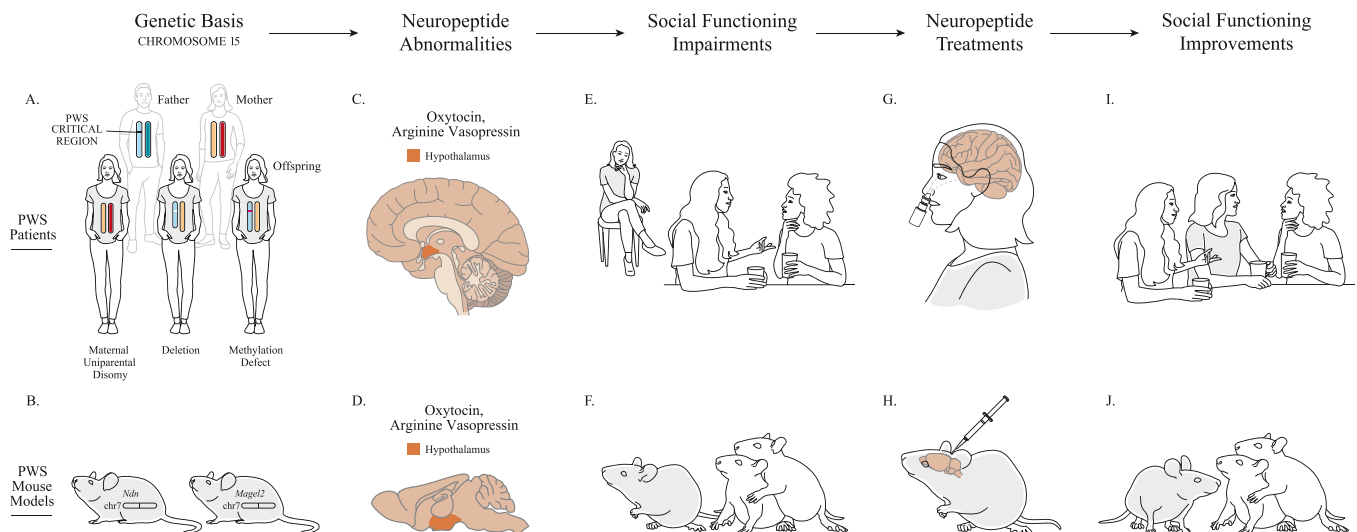 Genetic Basis
CHROMOSOME 15
Neuropeptide
Abnormalities
Social Functioning
Impairments
Neuropeptide
Treatments
Social Functioning
Improvements
PWS
Patients
A.
Father
Mother
PWS
CRITICAL
REGION
Offspring
Maternal
Uniparental
Disomy
Deletion
Methylation
Defect
C.
Oxytocin,
Arginine Vasopressin
Hypothalamus
E.
G.
I.
PWS
Mouse
Models
B.
Ndn
chr7
Magel2
chr7
D.
Oxytocin,
Arginine Vasopressin
Hypothalamus
F.
H.
J.